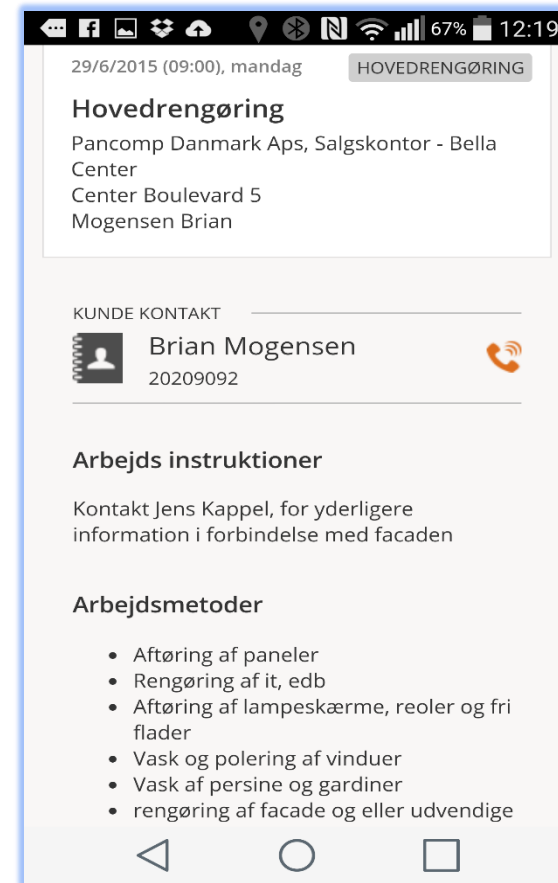 67% 12:19
29/6/2015 (09:00), mandag HOVEDRENGØRING
Hovedrengøring
Pancomp Danmark Aps, Salgskontor - Bella
Center
Center Boulevard 5
Mogensen Brian
KUNDE KONTAKT
Brian Mogensen
20209092
Arbejds instruktioner
Kontakt Jens Kappel, for yderligere
information i forbindelse med facaden
Arbejdsmetoder
• Aftøring af paneler
• Rengøring af it, edb
• Aftøring af lampeskærme, reoler og fri
flader
• Vask og polering af vinduer
• Vask af persine og gardiner
• rengøring af facade og eller udvendige